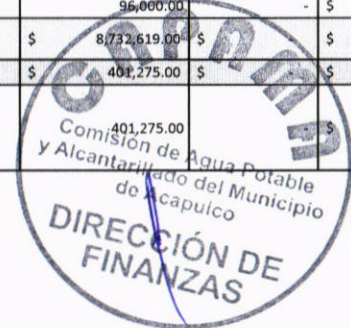 96,000.00 - $
$ 8,732,619.00 $ $
$ 401,275.00 $ - $
401,275.00 - $
CAPAMA
Comisión de Agua Potable
y Alcantarillado del Municipio
de Acapulco
DIRECCIÓN DE
FINANZAS